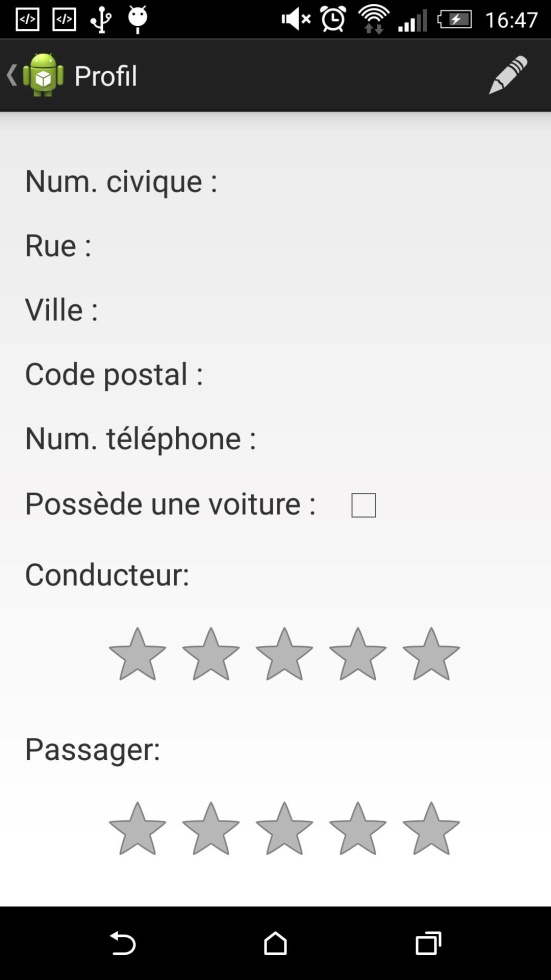 16:47
Profil
Num. civique :
Rue :
Ville :
Code postal :
Num. téléphone :
Possède une voiture :
Conducteur:
Passager: